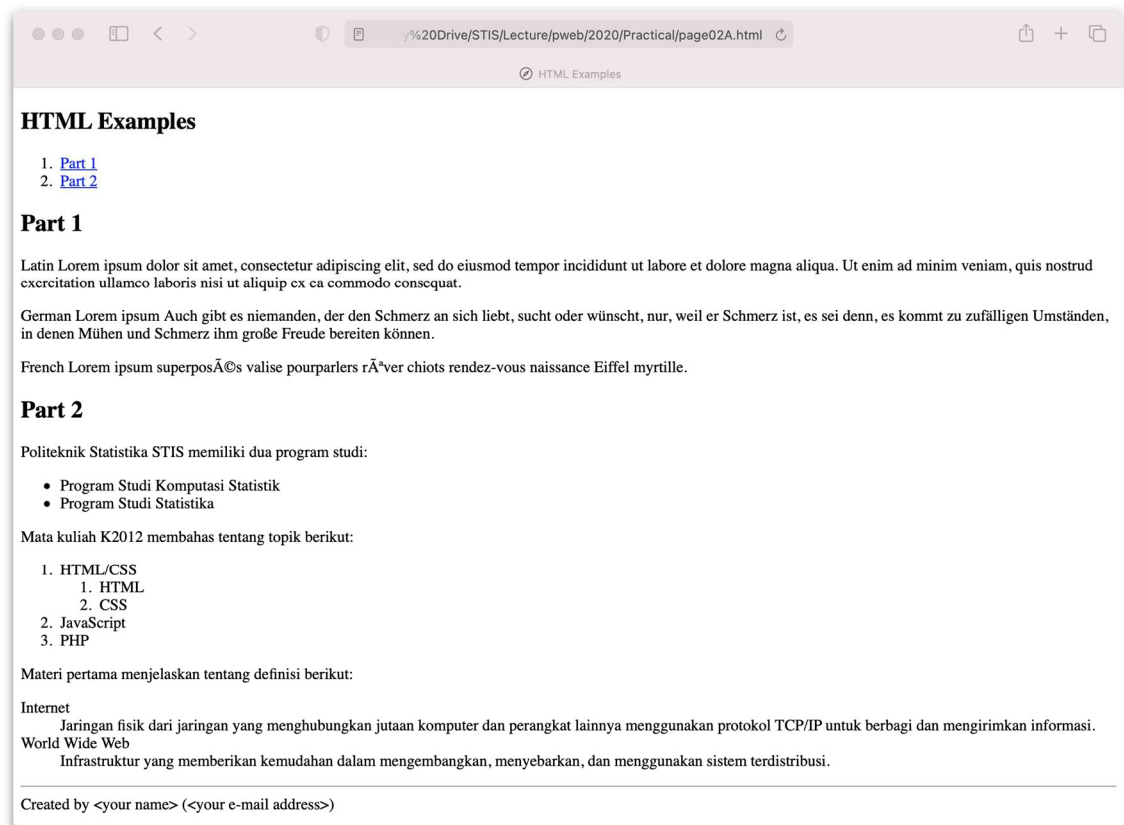 y%20Drive/STIS/Lecture/pweb/2020/Practical/page02A.html
HTML Examples
HTML Examples
1. Part 1
2. Part 2
Part 1
Latin Lorem ipsum dolor sit amet, consectetur adipiscing elit, sed do eiusmod tempor incididunt ut labore et dolore magna aliqua. Ut enim ad minim veniam, quis nostrud
exercitation ullamco laboris nisi ut aliquip ex ea commodo consequat.
German Lorem ipsum Auch gibt es niemanden, der den Schmerz an sich liebt, sucht oder wünscht, nur, weil er Schmerz ist, es sei denn, es kommt zu zufälligen Umständen,
in denen Mühen und Schmerz ihm große Freude bereiten können.
French Lorem ipsum superposÃ©s valise pourparlers rÃªver chiots rendez-vous naissance Eiffel myrtille.
Part 2
Politeknik Statistika STIS memiliki dua program studi:
• Program Studi Komputasi Statistik
• Program Studi Statistika
Mata kuliah K2012 membahas tentang topik berikut:
1. HTML/CSS
1. HTML
2. CSS
2. JavaScript
3. PHP
Materi pertama menjelaskan tentang definisi berikut:
Internet
Jaringan fisik dari jaringan yang menghubungkan jutaan komputer dan perangkat lainnya menggunakan protokol TCP/IP untuk berbagi dan mengirimkan informasi.
World Wide Web
Infrastruktur yang memberikan kemudahan dalam mengembangkan, menyebarkan, dan menggunakan sistem terdistribusi.
Created by <your name> (<your e-mail address>)